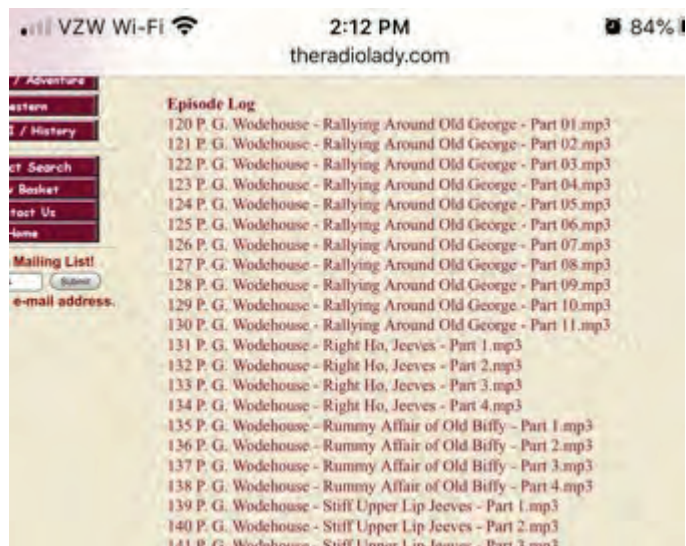 VZW Wi-Fi
2:12 PM
84%
theradiolady.com
/ Adventure
estern
I / History
ct Search
Basket
tact Us
Home
Mailing List!
Submit
e-mail address.
Episode Log
120 P. G. Wodehouse - Rallying Around Old George - Part 01.mp3
121 P. G. Wodehouse - Rallying Around Old George - Part 02.mp3
122 P. G. Wodehouse - Rallying Around Old George - Part 03.mp3
123 P. G. Wodehouse - Rallying Around Old George - Part 04.mp3
124 P. G. Wodehouse - Rallying Around Old George - Part 05.mp3
125 P. G. Wodehouse - Rallying Around Old George - Part 06.mp3
126 P. G. Wodehouse - Rallying Around Old George - Part 07.mp3
127 P. G. Wodehouse - Rallying Around Old George - Part 08.mp3
128 P. G. Wodehouse - Rallying Around Old George - Part 09.mp3
129 P. G. Wodehouse - Rallying Around Old George - Part 10.mp3
130 P. G. Wodehouse - Rallying Around Old George - Part 11.mp3
131 P. G. Wodehouse - Right Ho, Jeeves - Part 1.mp3
132 P. G. Wodehouse - Right Ho, Jeeves - Part 2.mp3
133 P. G. Wodehouse - Right Ho, Jeeves - Part 3.mp3
134 P. G. Wodehouse - Right Ho, Jeeves - Part 4.mp3
135 P. G. Wodehouse - Rummy Affair of Old Biffy - Part 1.mp3
136 P. G. Wodehouse - Rummy Affair of Old Biffy - Part 2.mp3
137 P. G. Wodehouse - Rummy Affair of Old Biffy - Part 3.mp3
138 P. G. Wodehouse - Rummy Affair of Old Biffy - Part 4.mp3
139 P. G. Wodehouse - Stiff Upper Lip Jeeves - Part 1.mp3
140 P. G. Wodehouse - Stiff Upper Lip Jeeves - Part 2.mp3
141 P. G. Wodehouse - Stiff Upper Lip Jeeves - Part 3.mp3